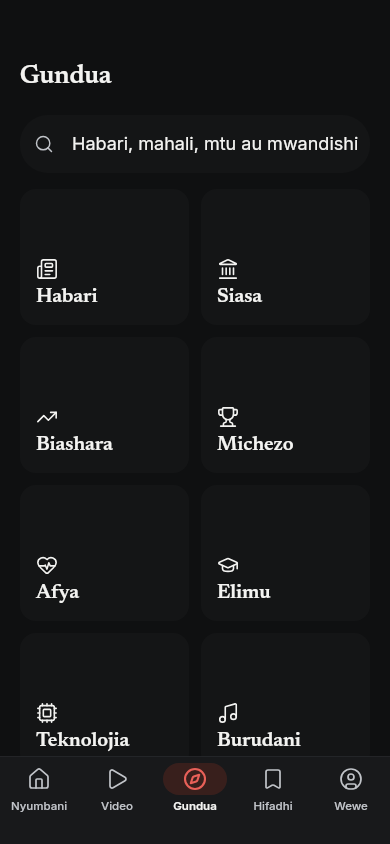 Gundua
Habari, mahali, mtu au mwandishi
Habari
Siasa
Biashara
Michezo
Afya
Elimu
Teknolojia
Burudani
Nyumbani
Video
Gundua
Hifadhi
Wewe